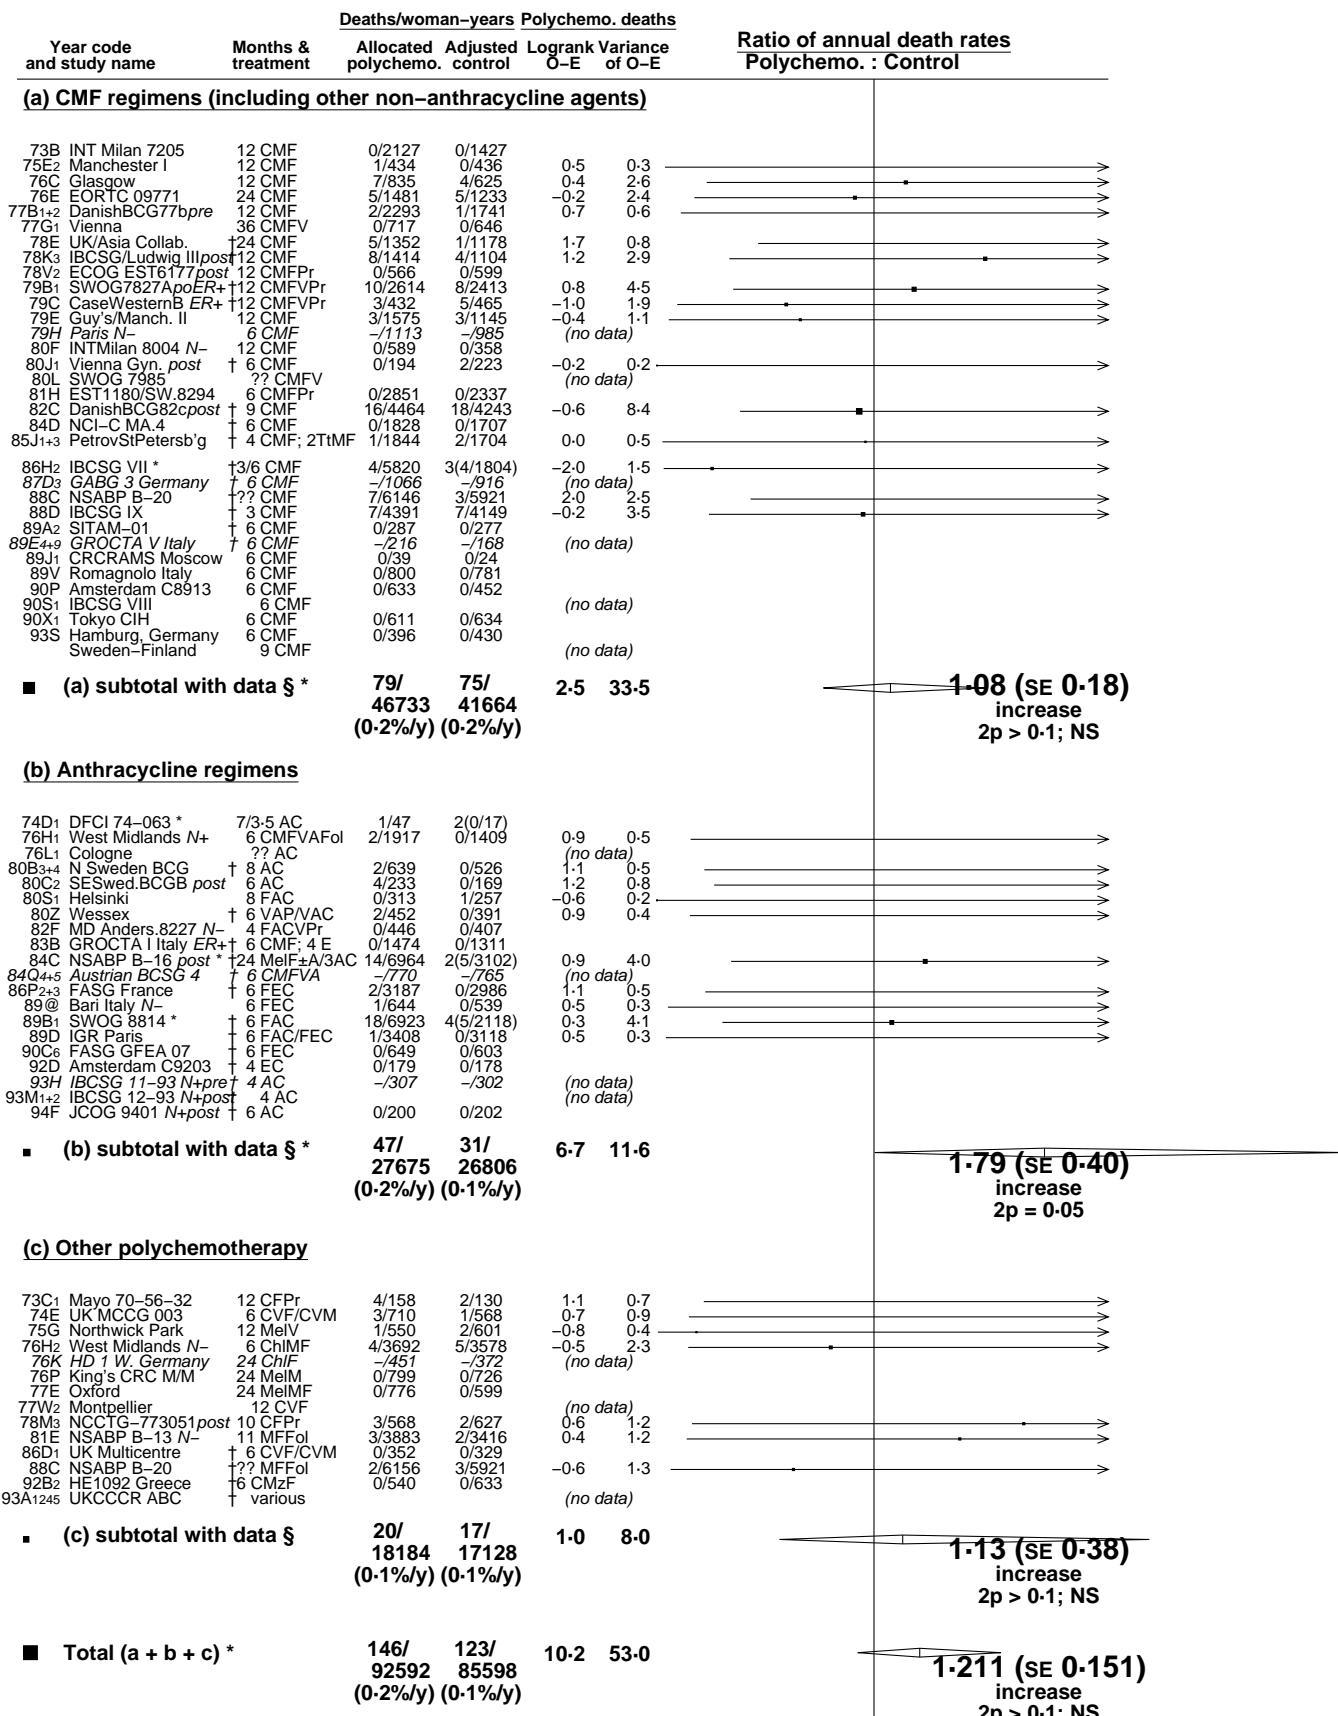 Deaths/woman–years Polychemo. deaths
Year code and study name Months & treatment Allocated polychemo. Adjusted control Logrank O–E Variance of O–E Ratio of annual death rates Polychemo. : Control
(a) CMF regimens (including other non–anthracycline agents)
73B INT Milan 7205 12 CMF 0/2127 0/1427
75E2 Manchester I 12 CMF 1/434 0/436 0·5 0·3
76C Glasgow 12 CMF 7/835 4/625 0·4 2·6
76E EORTC 09771 24 CMF 5/1481 5/1233 –0·2 2·4
77B1+2 DanishBCG77bpre 12 CMF 2/2293 1/1741 0·7 0·6
77G1 Vienna 36 CMFV 0/717 0/646
78E UK/Asia Collab. †24 CMF 5/1352 1/1178 1·7 0·8
78K3 IBCSG/Ludwig IIIpost †12 CMF 8/1414 4/1104 1·2 2·9
78V2 ECOG EST6177post 12 CMFPr 0/566 0/599
79B1 SWOG7827ApoER+ †12 CMFVPr 10/2614 8/2413 0·8 4·5
79C CaseWesternB ER+ †12 CMFVPr 3/432 5/465 –1·0 1·9
79E Guy's/Manch. II 12 CMF 3/1575 3/1145 –0·4 1·1
79H Paris N– 6 CMF –/1113 –/985 (no data)
80F INTMilan 8004 N– 12 CMF 0/589 0/358
80J1 Vienna Gyn. post † 6 CMF 0/194 2/223 –0·2 0·2
80L SWOG 7985 ?? CMFV (no data)
81H EST1180/SW.8294 6 CMFPr 0/2851 0/2337
82C DanishBCG82cpost † 9 CMF 16/4464 18/4243 –0·6 8·4
84D NCI–C MA.4 † 6 CMF 0/1828 0/1707
85J1+3 PetrovStPetersb'g † 4 CMF; 2TtMF 1/1844 2/1704 0·0 0·5
86H2 IBCSG VII * †3/6 CMF 4/5820 3(4/1804) –2·0 1·5
87D3 GABG 3 Germany † 6 CMF –/1066 –/916 (no data)
88C NSABP B–20 †?? CMF 7/6146 3/5921 2·0 2·5
88D IBCSG IX † 3 CMF 7/4391 7/4149 –0·2 3·5
89A2 SITAM–01 † 6 CMF 0/287 0/277
89E4+9 GROCTA V Italy † 6 CMF –/216 –/168 (no data)
89J1 CRCRAMS Moscow 6 CMF 0/39 0/24
89V Romagnolo Italy 6 CMF 0/800 0/781
90P Amsterdam C8913 6 CMF 0/633 0/452
90S1 IBCSG VIII 6 CMF (no data)
90X1 Tokyo CIH 6 CMF 0/611 0/634
93S Hamburg, Germany 6 CMF 0/396 0/430
Sweden–Finland 9 CMF (no data)
(a) subtotal with data § * 79/ 46733 (0·2%/y) 75/ 41664 (0·2%/y) 2·5 33·5 1·08 (SE 0·18)
increase
2p > 0·1; NS
(b) Anthracycline regimens
74D1 DFCI 74–063 * 7/3·5 AC 1/47 2(0/17)
76H1 West Midlands N+ 6 CMFVAFol 2/1917 0/1409 0·9 0·5
76L1 Cologne ?? AC (no data)
80B3+4 N Sweden BCG † 8 AC 2/639 0/526 1·1 0·5
80C2 SESwed.BCGB post 6 AC 4/233 0/169 1·2 0·8
80S1 Helsinki 8 FAC 0/313 1/257 –0·6 0·2
80Z Wessex † 6 VAP/VAC 2/452 0/391 0·9 0·4
82F MD Anders.8227 N– 4 FACVPr 0/446 0/407
83B GROCTA I Italy ER+ † 6 CMF; 4 E 0/1474 0/1311
84C NSABP B–16 post * †24 MelF±A/3AC 14/6964 2(5/3102) 0·9 4·0
84Q4+5 Austrian BCSG 4 † 6 CMFVA –/770 –/765 (no data)
86P2+3 FASG France † 6 FEC 2/3187 0/2986 1·1 0·5
89@ Bari Italy N– 6 FEC 1/644 0/539 0·5 0·3
89B1 SWOG 8814 * † 6 FAC 18/6923 4(5/2118) 0·3 4·1
89D IGR Paris † 6 FAC/FEC 1/3408 0/3118 0·5 0·3
90C6 FASG GFEA 07 † 6 FEC 0/649 0/603
92D Amsterdam C9203 † 4 EC 0/179 0/178
93H IBCSG 11–93 N+pre † 4 AC –/307 –/302 (no data)
93M1+2 IBCSG 12–93 N+post † 4 AC (no data)
94F JCOG 9401 N+post † 6 AC 0/200 0/202
(b) subtotal with data § * 47/ 27675 (0·2%/y) 31/ 26806 (0·1%/y) 6·7 11·6 1·79 (SE 0·40)
increase
2p = 0·05
(c) Other polychemotherapy
73C1 Mayo 70–56–32 12 CFPr 4/158 2/130 1·1 0·7
74E UK MCCG 003 6 CVF/CVM 3/710 1/568 0·7 0·9
75G Northwick Park 12 MelV 1/550 2/601 –0·8 0·4
76H2 West Midlands N– 6 ChlMF 4/3692 5/3578 –0·5 2·3
76K HD 1 W. Germany 24 ChlF –/451 –/372 (no data)
76P King's CRC M/M 24 MelM 0/799 0/726
77E Oxford 24 MelMF 0/776 0/599
77W2 Montpellier 12 CVF (no data)
78M3 NCCTG–773051post 10 CFPr 3/568 2/627 0·6 1·2
81E NSABP B–13 N– 11 MFFol 3/3883 2/3416 0·4 1·2
86D1 UK Multicentre † 6 CVF/CVM 0/352 0/329
88C NSABP B–20 †?? MFFol 2/6156 3/5921 –0·6 1·3
92B2 HE1092 Greece †6 CMzF 0/540 0/633
93A1245 UKCCCR ABC † various (no data)
(c) subtotal with data § 20/ 18184 (0·1%/y) 17/ 17128 (0·1%/y) 1·0 8·0 1·13 (SE 0·38)
increase
2p > 0·1; NS
Total (a + b + c) * 146/ 92592 (0·2%/y) 123/ 85598 (0·1%/y) 10·2 53·0 1·211 (SE 0·151)
increase
2p > 0·1; NS